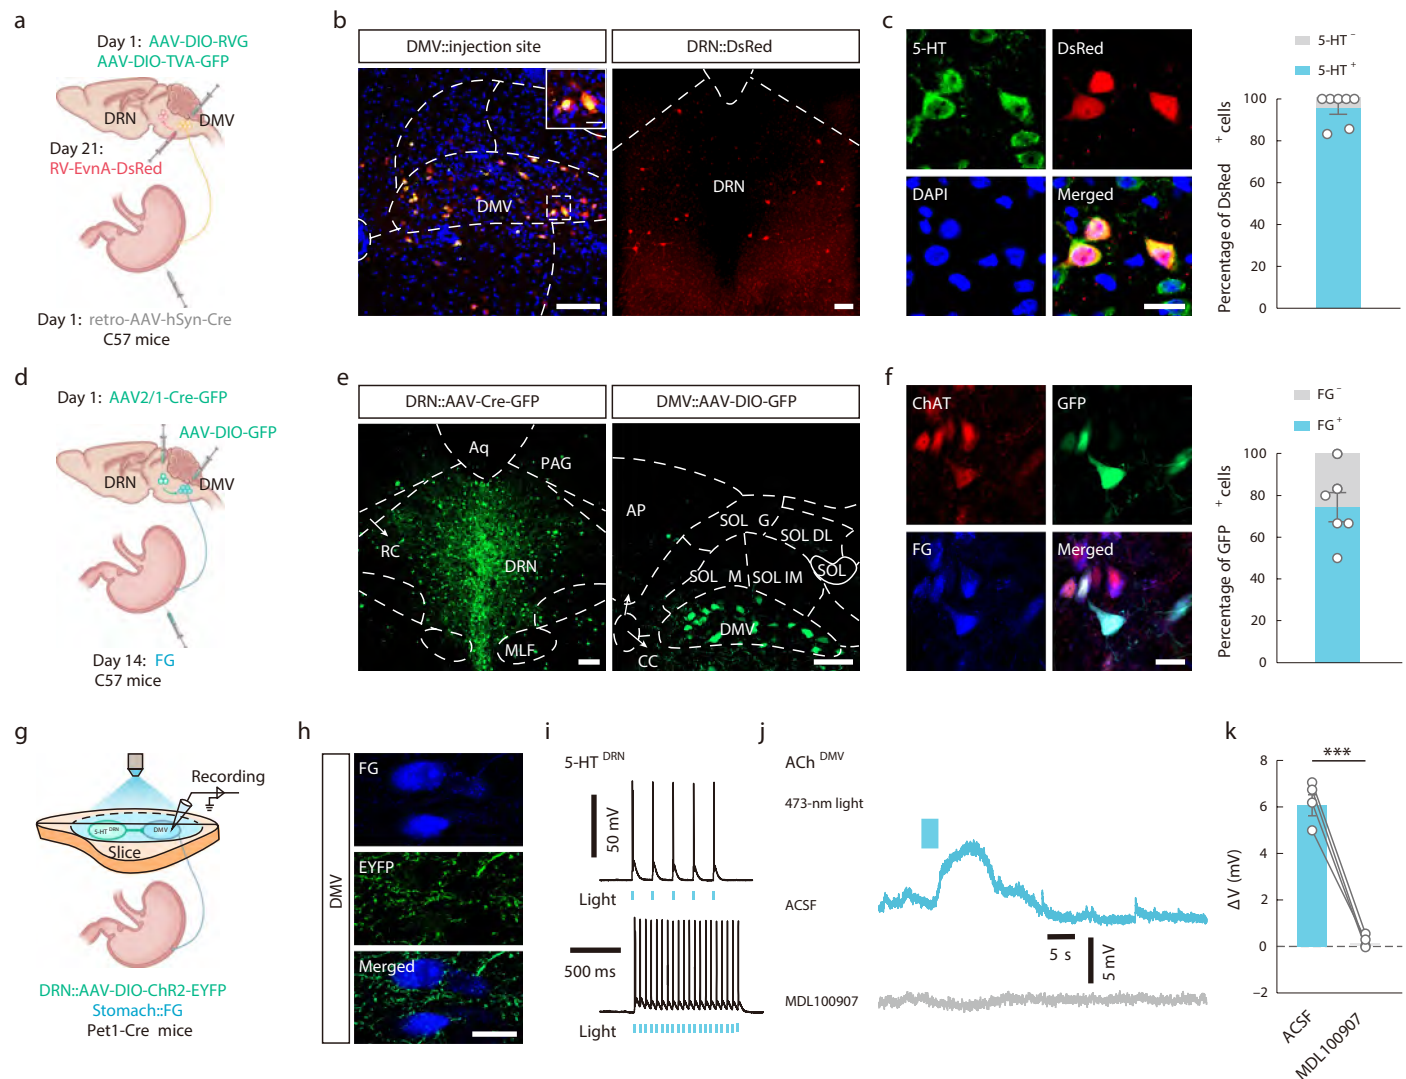 a
Day 1: AAV-DIO-RVG
AAV-DIO-TVA-GFP
DRN
DMV
Day 21:
RV-EvnA-DsRed
Day 1: retro-AAV-hSyn-Cre
C57 mice
b
DMV::injection site
DRN::DsRed
DMV
DRN
c
5-HT
DsRed
DAPI
Merged
5-HT −
5-HT +
Percentage of DsRed + cells
100
80
60
40
20
0
d
Day 1: AAV2/1-Cre-GFP
AAV-DIO-GFP
DRN
DMV
Day 14: FG
C57 mice
e
DRN::AAV-Cre-GFP
DMV::AAV-DIO-GFP
Aq
PAG
RC
DRN
MLF
AP
SOL G
SOL DL
SOL M
SOL IM
SOL
DMV
CC
f
ChAT
GFP
FG
Merged
FG −
FG +
Percentage of GFP + cells
100
80
60
40
20
0
g
Recording
5-HT DRN
DMV
Slice
DRN::AAV-DIO-ChR2-EYFP
Stomach::FG
Pet1-Cre mice
h
DMV
FG
EYFP
Merged
i
5-HT DRN
50 mV
Light
500 ms
Light
j
ACh DMV
473-nm light
ACSF
5 s
5 mV
MDL100907
k
***
ΔV (mV)
8
6
4
2
0
−2
ACSF
MDL100907